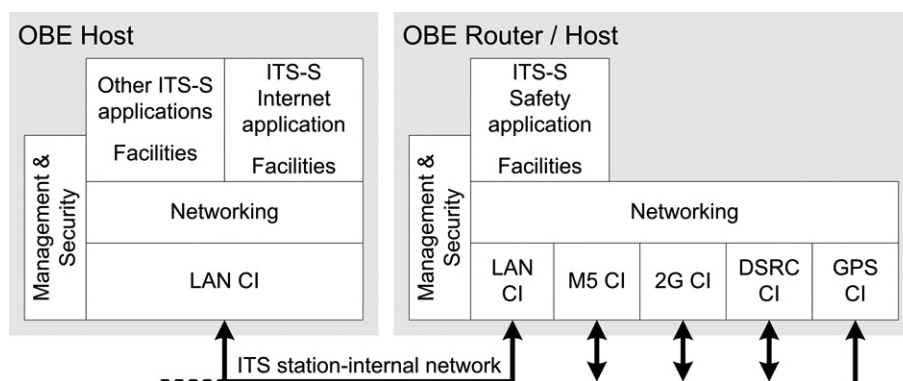 OBE Host
Other ITS-S
applications
Facilities
ITS-S
Internet
application
Facilities
Management &
Security
Networking
LAN CI
OBE Router / Host
ITS-S
Safety
application
Facilities
Management &
Security
Networking
LAN
CI
M5 CI
2G CI
DSRC
CI
GPS
CI
ITS station-internal network